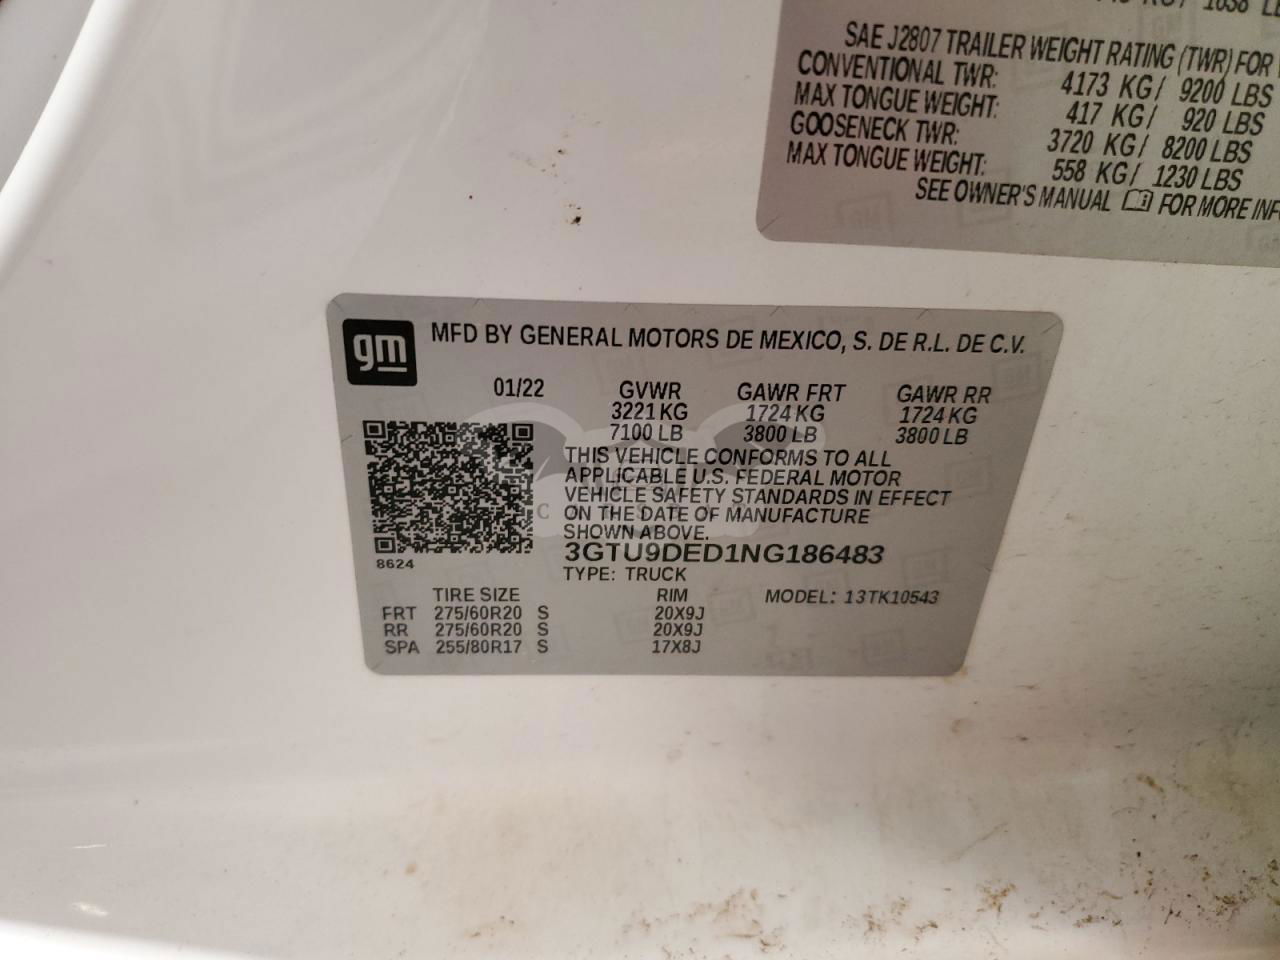 SAE J2807 TRAILER WEIGHT RATING (TWR) FOR
CONVENTIONAL TWR: 4173 KG/ 9200 LBS
MAX TONGUE WEIGHT: 417 KG/ 920 LBS
GOOSENECK TWR: 3720 KG/ 8200 LBS
MAX TONGUE WEIGHT: 558 KG/ 1230 LBS
SEE OWNER'S MANUAL FOR MORE
gm MFD BY GENERAL MOTORS DE MEXICO, S. DE R.L. DE C.V.
01/22 GVWR GAWR FRT GAWR RR
3221 KG 1724 KG 1724 KG
7100 LB 3800 LB 3800 LB
THIS VEHICLE CONFORMS TO ALL
APPLICABLE U.S. FEDERAL MOTOR
VEHICLE SAFETY STANDARDS IN EFFECT
ON THE DATE OF MANUFACTURE
SHOWN ABOVE.
3GTU9DED1NG186483
8624
TYPE: TRUCK
TIRE SIZE RIM MODEL: 13TK10543
FRT 275/60R20 S 20X9J
RR 275/60R20 S 20X9J
SPA 255/80R17 S 17X8J